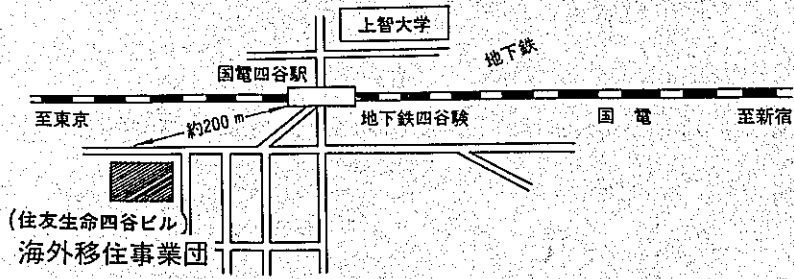 上智大学
地下鉄
国電四谷駅
至東京
約200m
地下鉄四谷験
国 電
至新宿
(住友生命四谷ビル)
海外移住事業団